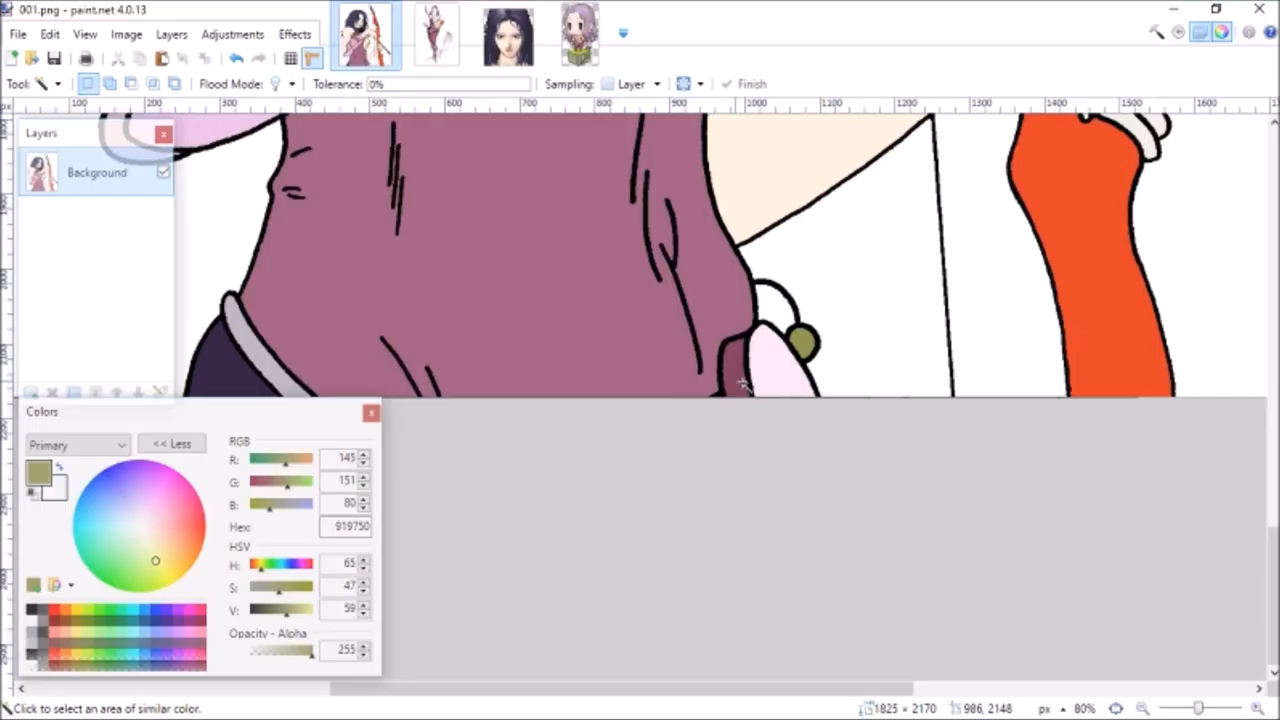 001.png - paint.net 4.0.13
File Edit View Image Layers Adjustments Effects
Tool: Flood Mode: Tolerance: 0% Sampling: Layer Finish
px 100 200 300 400 500 600 700 800 900 1000 1100 1200 1300 1400 1500 1600
Layers
Background
Colors
Primary << Less
RGB
R: 145
G: 151
B: 80
Hex: 919750
HSV
H: 65
S: 47
V: 59
Opacity - Alpha
255
Click to select an area of similar color. 1825 × 2170 986, 2148 px 80%